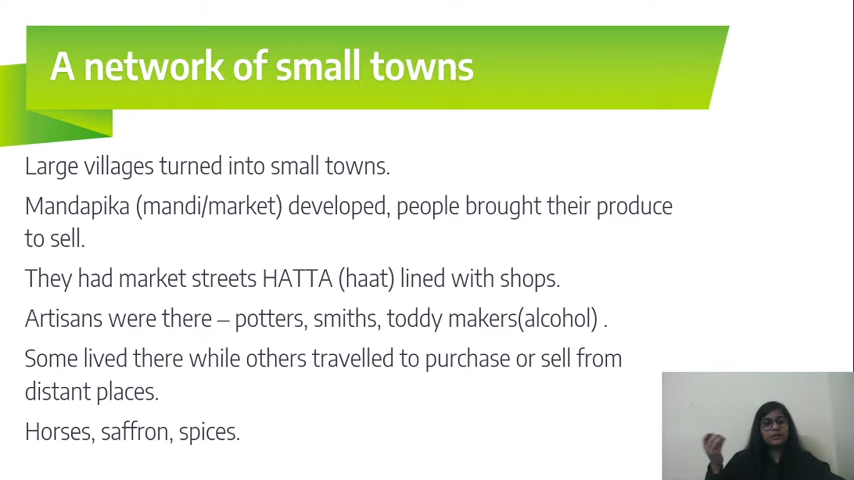 A network of small towns
Large villages turned into small towns.
Mandapika (mandi/market) developed, people brought their produce
to sell.
They had market streets HATTA (haat) lined with shops.
Artisans were there – potters, smiths, toddy makers(alcohol) .
Some lived there while others travelled to purchase or sell from
distant places.
Horses, saffron, spices.